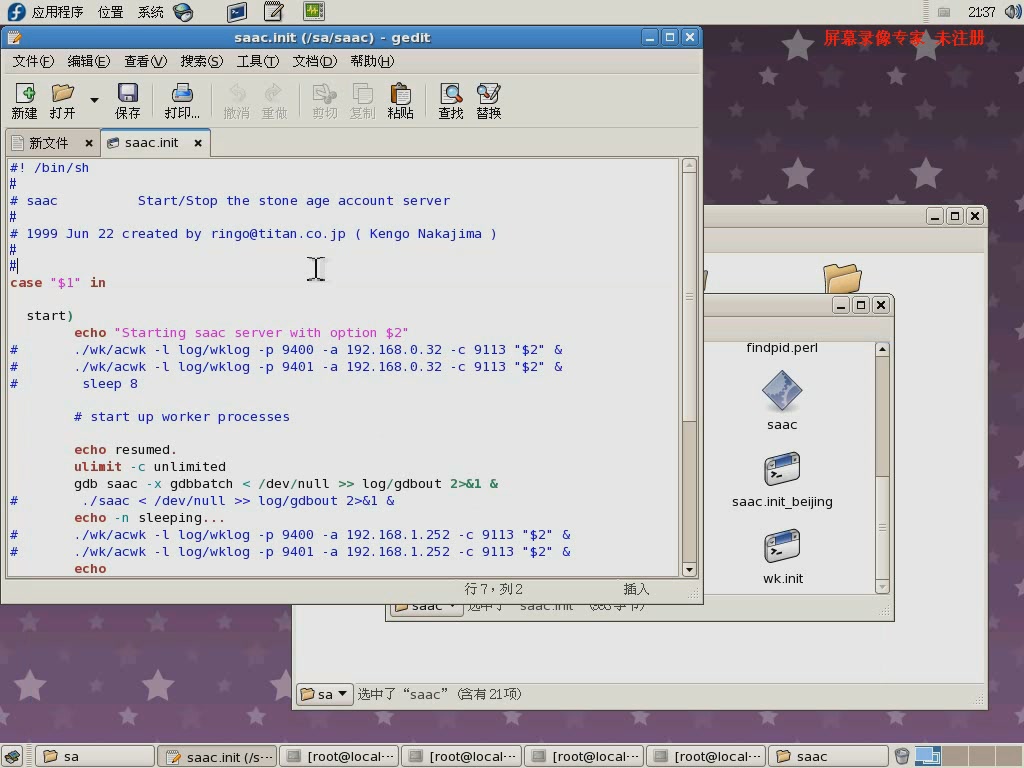 应用程序 位置 系统 21:37
屏幕录像专家 未注册
saac.init (/sa/saac) - gedit
文件(F) 编辑(E) 查看(V) 搜索(S) 工具(T) 文档(D) 帮助(H)
新建 打开 保存 打印... 撤消 重做 剪切 复制 粘贴 查找 替换
新文件 saac.init
#! /bin/sh
#
# saac Start/Stop the stone age account server
#
# 1999 Jun 22 created by ringo@titan.co.jp ( Kengo Nakajima )
#
#
case "$1" in
start)
echo "Starting saac server with option $2"
# ./wk/acwk -l log/wklog -p 9400 -a 192.168.0.32 -c 9113 "$2" &
# ./wk/acwk -l log/wklog -p 9401 -a 192.168.0.32 -c 9113 "$2" &
# sleep 8
# start up worker processes
echo resumed.
ulimit -c unlimited
gdb saac -x gdbbatch < /dev/null >> log/gdbout 2>&1 &
# ./saac < /dev/null >> log/gdbout 2>&1 &
echo -n sleeping...
# ./wk/acwk -l log/wklog -p 9400 -a 192.168.1.252 -c 9113 "$2" &
# ./wk/acwk -l log/wklog -p 9401 -a 192.168.1.252 -c 9113 "$2" &
echo
行 7，列 2 插入
findpid.perl
saac
saac.init_beijing
wk.init
saac 选中了 "saac.init"
sa 选中了“saac” (含有 21项)
sa saac.init (/s··· [root@local··· [root@local··· [root@local··· [root@local··· saac